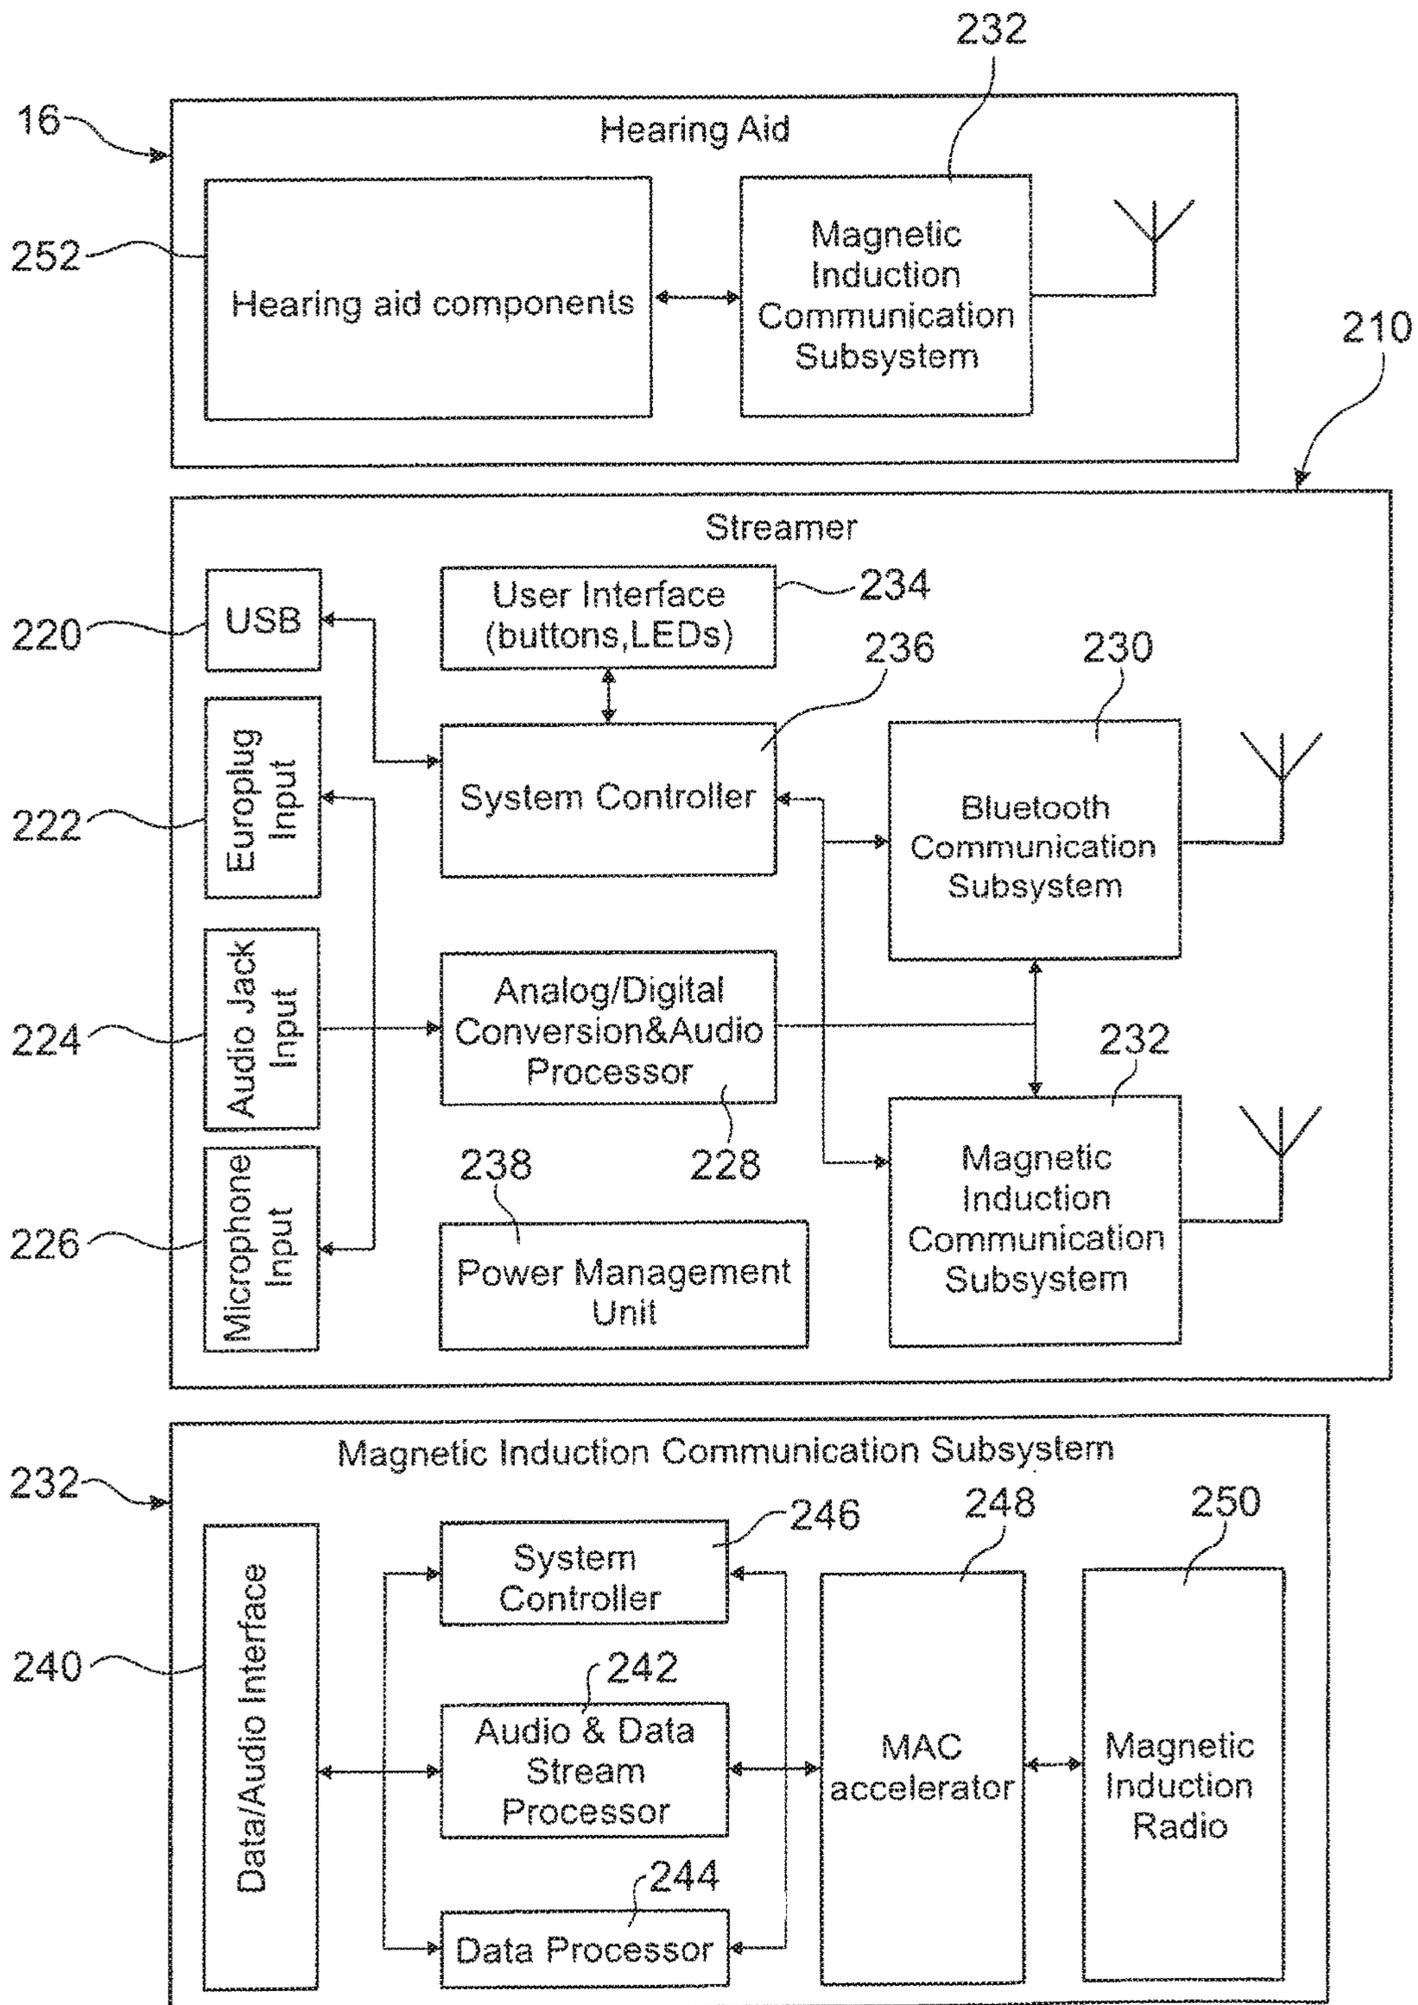 232
16
Hearing Aid
252
Hearing aid components
Magnetic
Induction
Communication
Subsystem
210
Streamer
220
USB
User Interface
(buttons,LEDs)
234
236
230
222
Europlug
Input
System Controller
Bluetooth
Communication
Subsystem
224
Audio Jack
Input
Analog/Digital
Conversion&Audio
Processor
228
232
226
Microphone
Input
238
Power Management
Unit
Magnetic
Induction
Communication
Subsystem
Magnetic Induction Communication Subsystem
232
240
Data/Audio Interface
246
System
Controller
242
Audio & Data
Stream
Processor
244
Data Processor
248
MAC
accelerator
250
Magnetic
Induction
Radio